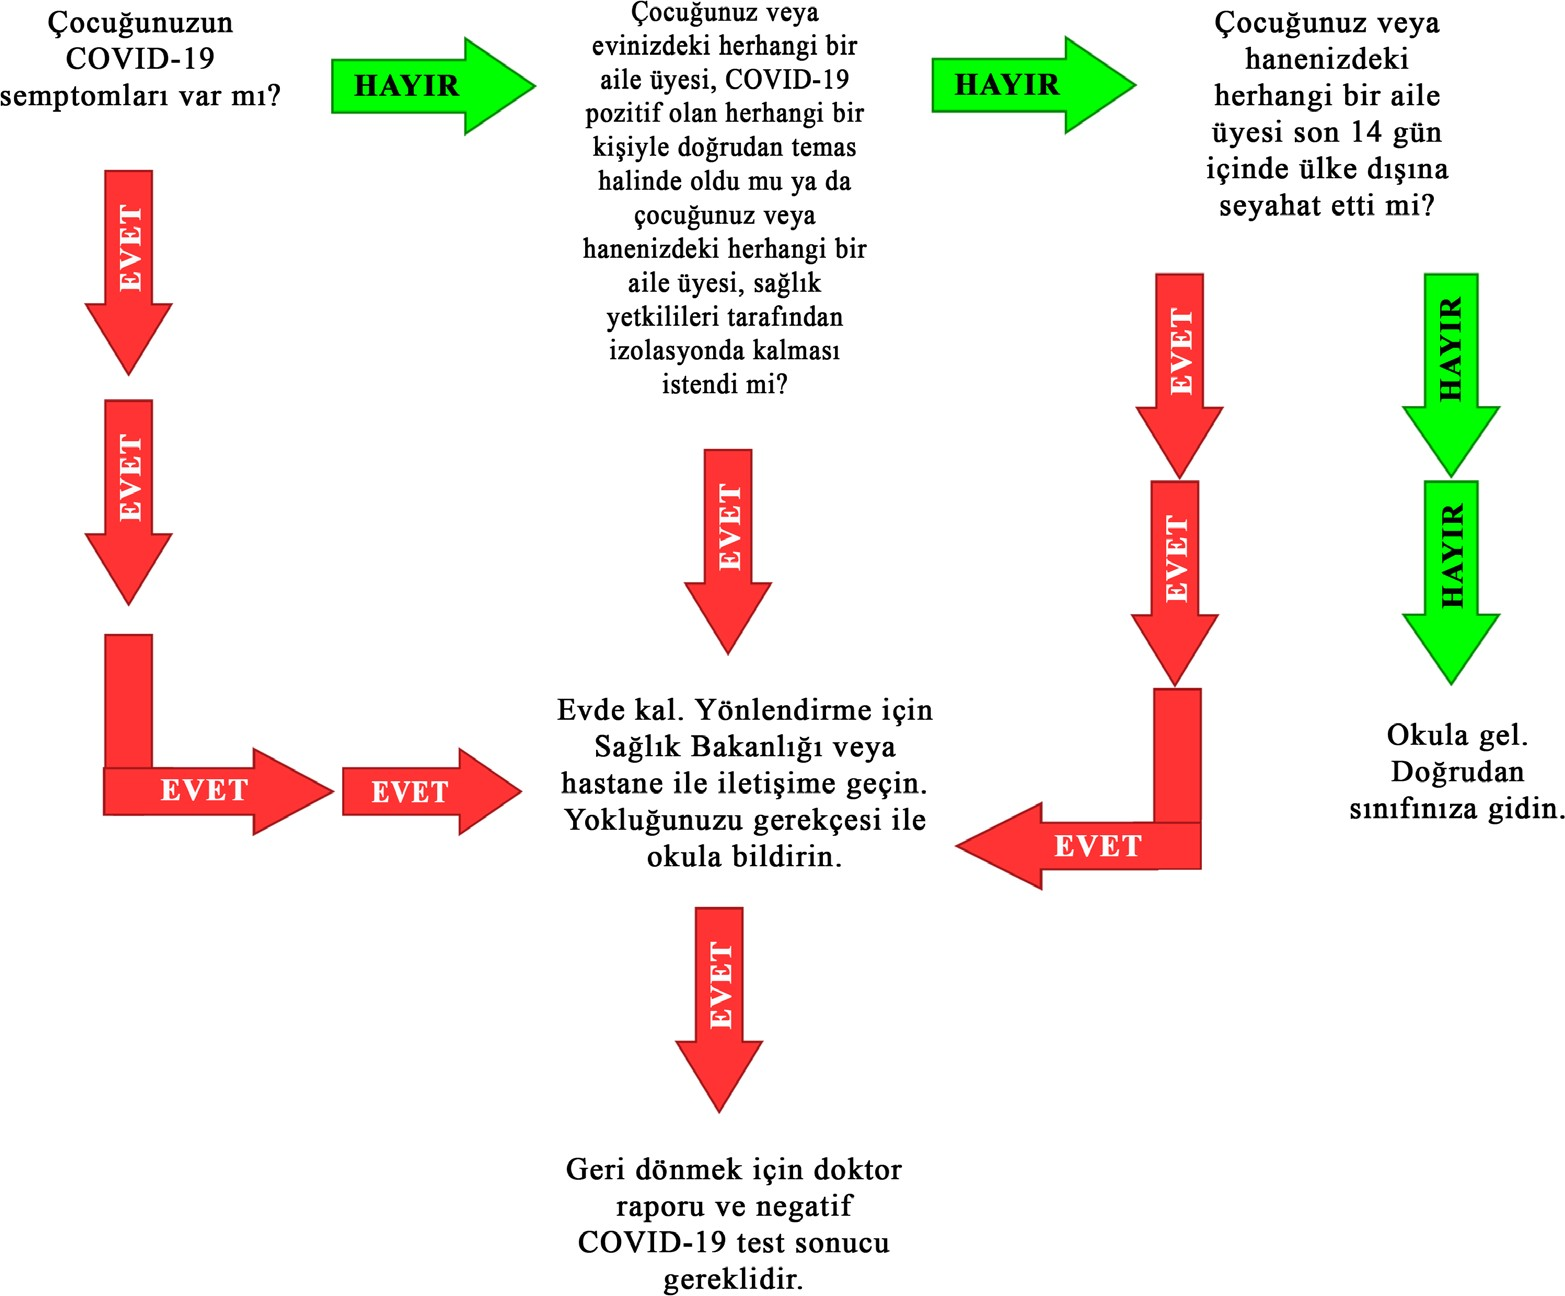 Çocuğunuzun
COVID-19
semptomları var mı?
HAYIR
Çocuğunuz veya
evinizdeki herhangi bir
aile üyesi, COVID-19
pozitif olan herhangi bir
kişiyle doğrudan temas
halinde oldu mu ya da
çocuğunuz veya
hanenizdeki herhangi bir
aile üyesi, sağlık
yetkilileri tarafından
izolasyonda kalması
istendi mi?
HAYIR
Çocuğunuz veya
hanenizdeki
herhangi bir aile
üyesi son 14 gün
içinde ülke dışına
seyahat etti mi?
EVET
EVET
EVET
EVET
EVET
EVET
EVET
EVET
HAYIR
HAYIR
Evde kal. Yönlendirme için
Sağlık Bakanlığı veya
hastane ile iletişime geçin.
Yokluğunuzu gerekçesi ile
okula bildirin.
Okula gel.
Doğrudan
sınıfınıza gidin.
EVET
Geri dönmek için doktor
raporu ve negatif
COVID-19 test sonucu
gereklidir.